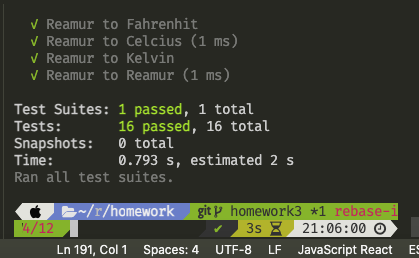 ✓ Reamur to Fahrenhit
✓ Reamur to Celcius (1 ms)
✓ Reamur to Kelvin
✓ Reamur to Reamur (1 ms)
Test Suites: 1 passed, 1 total
Tests: 16 passed, 16 total
Snapshots: 0 total
Time: 0.793 s, estimated 2 s
Ran all test suites.
~/r/homework git homework3 *1 rebase-i
4/12 ✓ 3s 21:06:00
Ln 191, Col 1 Spaces: 4 UTF-8 LF JavaScript React ES